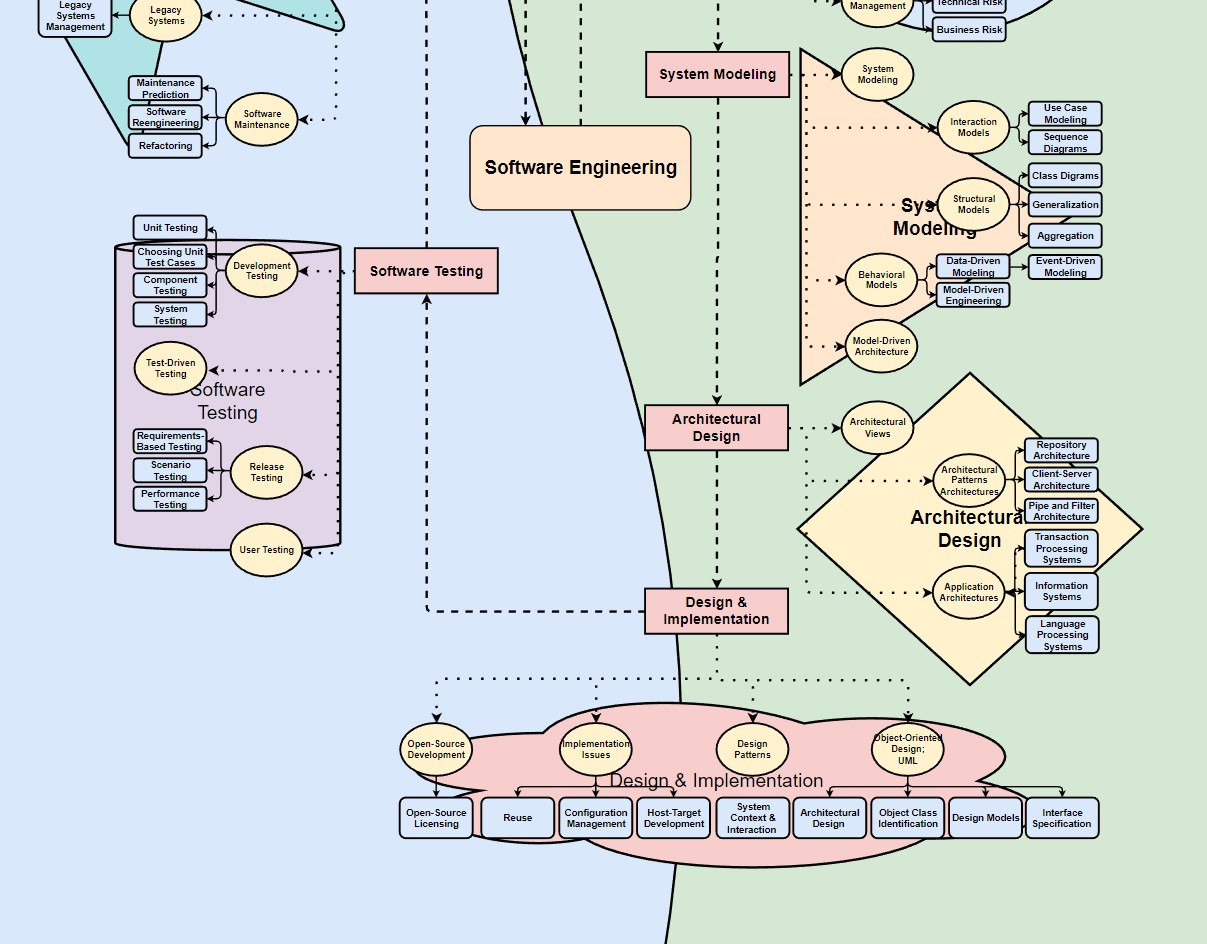 Legacy
Systems
Management
Legacy
Systems
Management
Technical Risk
Business Risk
System Modeling
System
Modeling
Maintenance
Prediction
Software
Reengineering
Refactoring
Software
Maintenance
Software Engineering
Interaction
Models
Use Case
Modeling
Sequence
Diagrams
Structural
Models
Class Digrams
Generalization
Aggregation
System
Modeling
Behavioral
Models
Data-Driven
Modeling
Event-Driven
Modeling
Model-Driven
Engineering
Model-Driven
Architecture
Unit Testing
Choosing Unit
Test Cases
Component
Testing
System
Testing
Development
Testing
Software Testing
Test-Driven
Testing
Software
Testing
Requirements-
Based Testing
Scenario
Testing
Performance
Testing
Release
Testing
User Testing
Architectural
Design
Architectural
Views
Architectural
Patterns
Architectures
Repository
Architecture
Client-Server
Architecture
Pipe and Filter
Architecture
Architectural
Design
Transaction
Processing
Systems
Application
Architectures
Information
Systems
Language
Processing
Systems
Design &
Implementation
Open-Source
Development
Implementation
Issues
Design
Patterns
Object-Oriented
Design;
UML
Design & Implementation
Open-Source
Licensing
Reuse
Configuration
Management
Host-Target
Development
System
Context &
Interaction
Architectural
Design
Object Class
Identification
Design Models
Interface
Specification